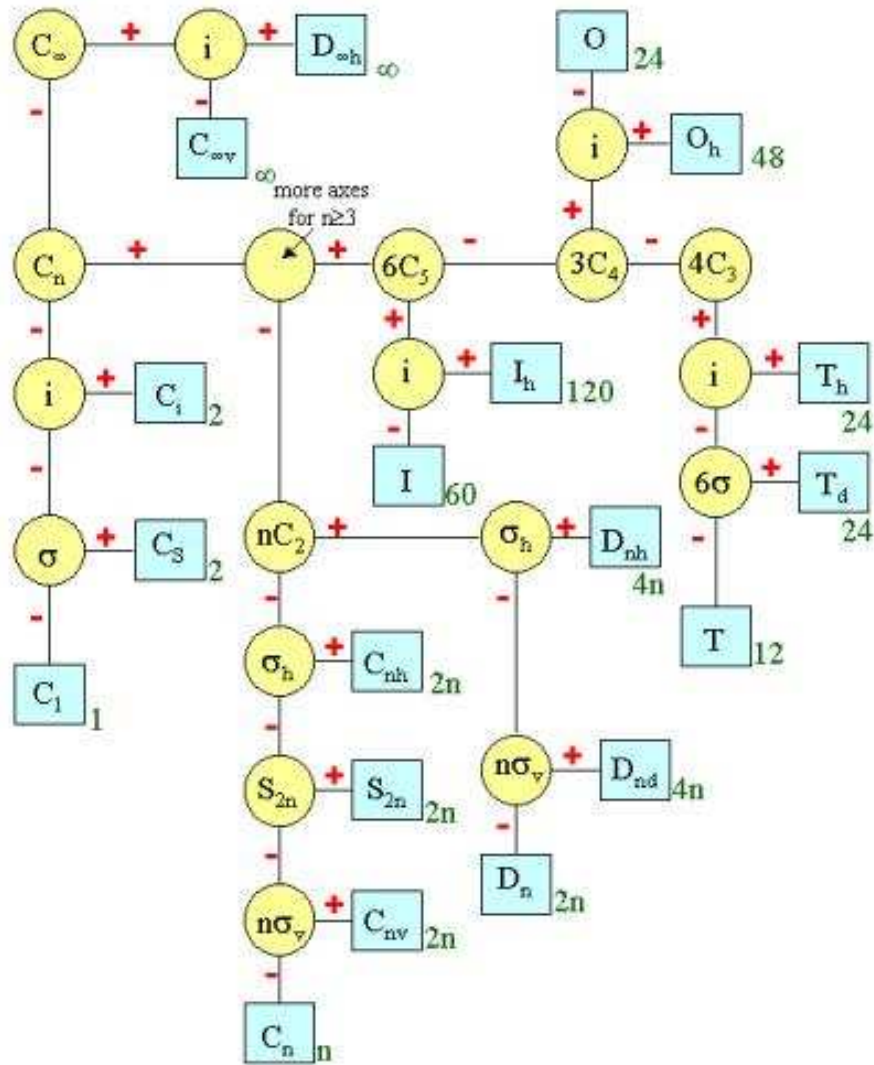 C∞ + i + D∞h ∞
- -
C∞v ∞
O 24
-
i + Oh 48
+
more axes
for n≥3
Cn + + 6C5 - 3C4 - 4C3
- - + +
i + Ci 2
i + Ih 120
i + Th 24
- - -
I 60
6σ + Td 24
-
σ + CS 2
-
nC2 + σh + Dnh 4n
- -
C1 1
σh + Cnh 2n
T 12
-
S2n + S2n 2n
nσv + Dnd 4n
- -
Dn 2n
nσv + Cnv 2n
-
Cn n